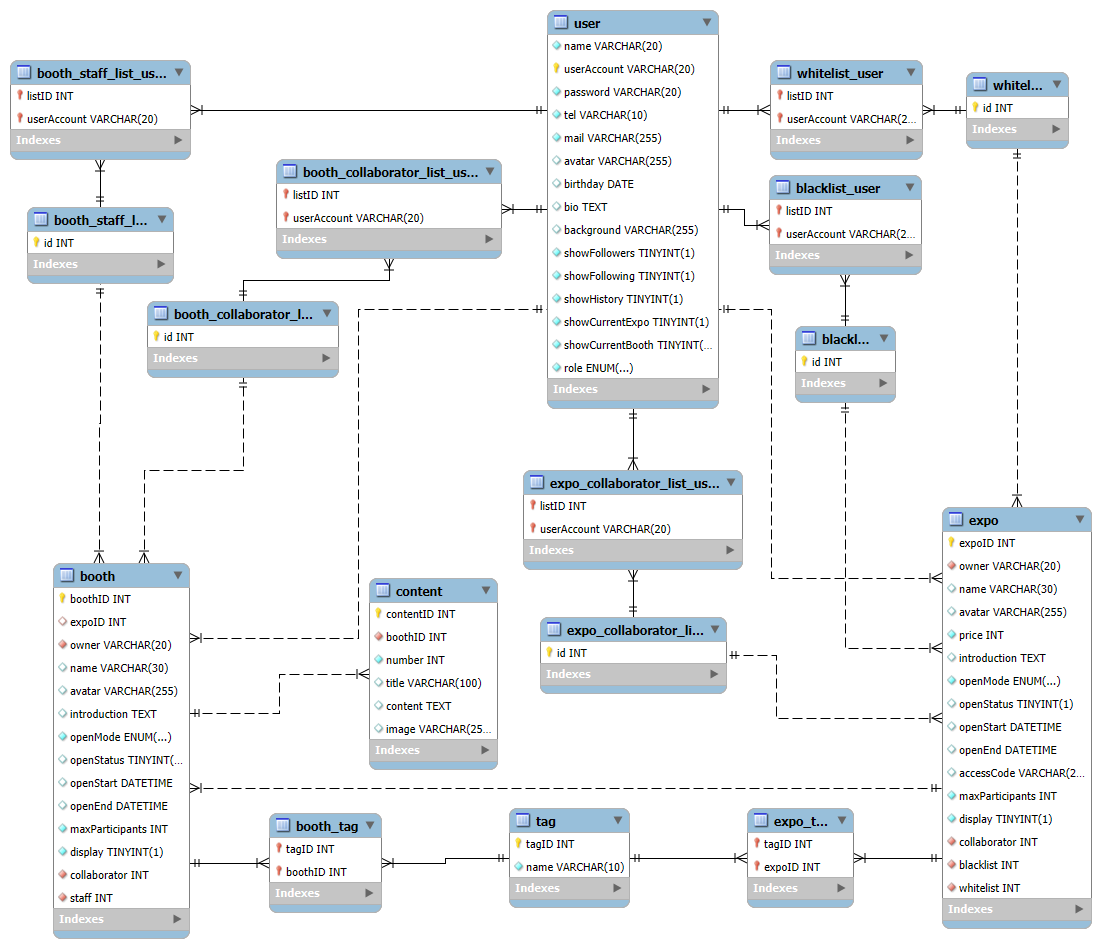 user
name VARCHAR(20)
userAccount VARCHAR(20)
password VARCHAR(20)
tel VARCHAR(10)
mail VARCHAR(255)
avatar VARCHAR(255)
birthday DATE
bio TEXT
background VARCHAR(255)
showFollowers TINYINT(1)
showFollowing TINYINT(1)
showHistory TINYINT(1)
showCurrentExpo TINYINT(1)
showCurrentBooth TINYINT(...
role ENUM(...)
Indexes
booth_staff_list_us...
listID INT
userAccount VARCHAR(20)
Indexes
whitelist_user
listID INT
userAccount VARCHAR(2...
Indexes
whitel...
id INT
Indexes
booth_collaborator_list_us...
listID INT
userAccount VARCHAR(20)
Indexes
blacklist_user
listID INT
userAccount VARCHAR(2...
Indexes
booth_staff_l...
id INT
Indexes
booth_collaborator_l...
id INT
Indexes
blackl...
id INT
Indexes
expo_collaborator_list_us...
listID INT
userAccount VARCHAR(20)
Indexes
expo
expoID INT
owner VARCHAR(20)
name VARCHAR(30)
avatar VARCHAR(255)
price INT
introduction TEXT
openMode ENUM(...)
openStatus TINYINT(1)
openStart DATETIME
openEnd DATETIME
accessCode VARCHAR(2...
maxParticipants INT
display TINYINT(1)
collaborator INT
blacklist INT
whitelist INT
Indexes
booth
boothID INT
expoID INT
owner VARCHAR(20)
name VARCHAR(30)
avatar VARCHAR(255)
introduction TEXT
openMode ENUM(...)
openStatus TINYINT(...
openStart DATETIME
openEnd DATETIME
maxParticipants INT
display TINYINT(1)
collaborator INT
staff INT
Indexes
content
contentID INT
boothID INT
number INT
title VARCHAR(100)
content TEXT
image VARCHAR(25...
Indexes
expo_collaborator_li...
id INT
Indexes
booth_tag
tagID INT
boothID INT
Indexes
tag
tagID INT
name VARCHAR(10)
Indexes
expo_t...
tagID INT
expoID INT
Indexes